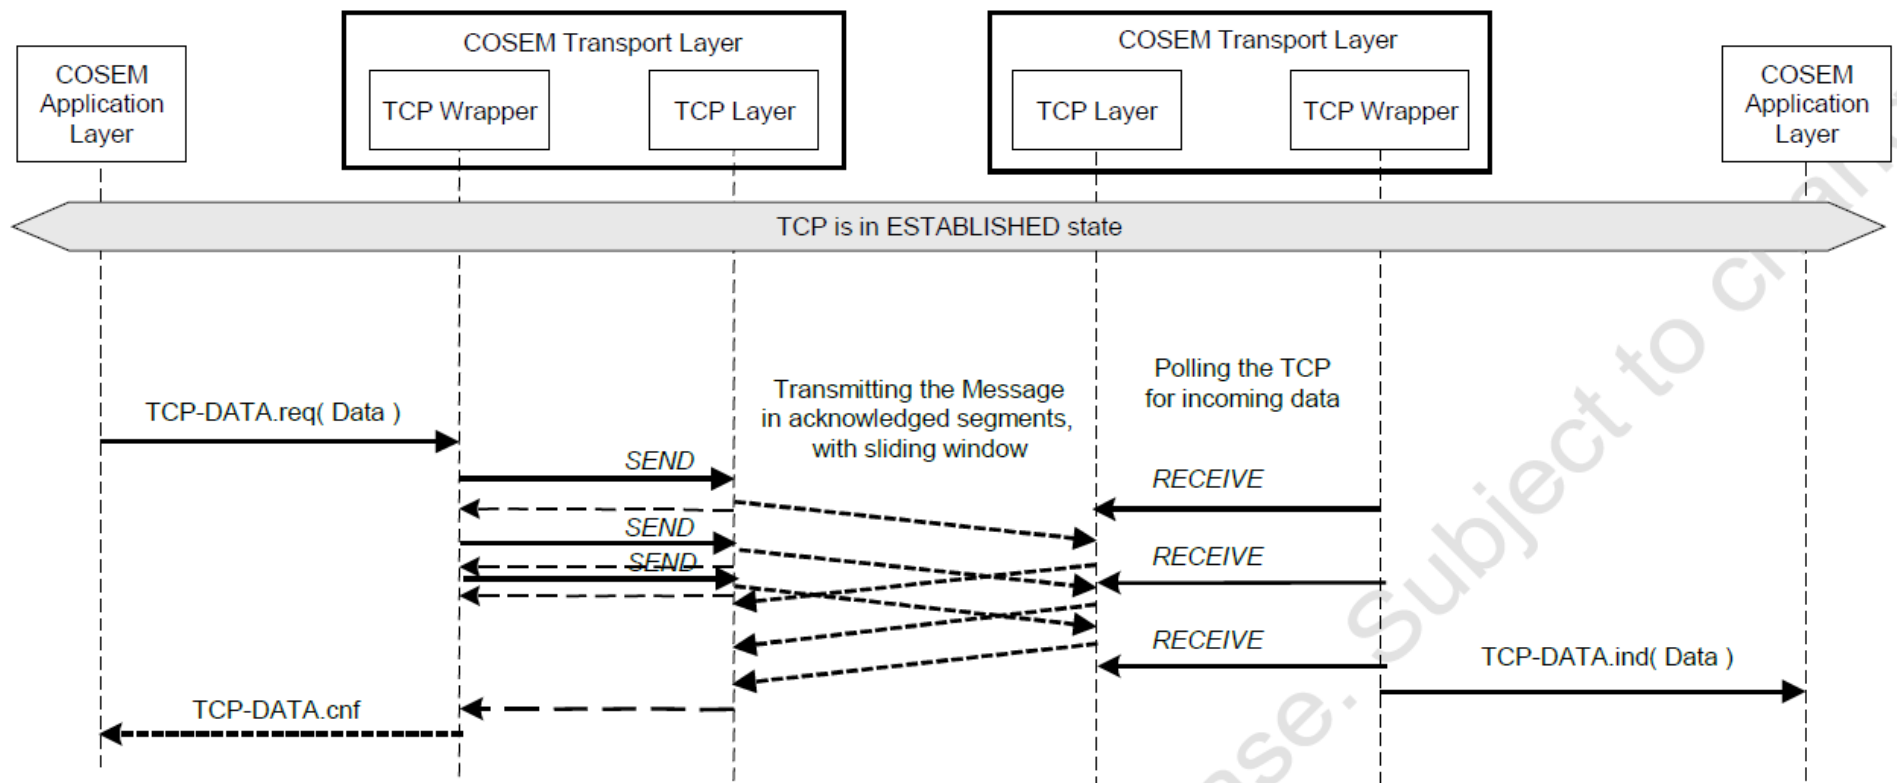 COSEM Transport Layer
COSEM Transport Layer
COSEM
Application
Layer
TCP Wrapper
TCP Layer
TCP Layer
TCP Wrapper
COSEM
Application
Layer
TCP is in ESTABLISHED state
Transmitting the Message
in acknowledged segments,
with sliding window
Polling the TCP
for incoming data
TCP-DATA.req( Data )
SEND
RECEIVE
SEND
SEND
RECEIVE
RECEIVE
TCP-DATA.ind( Data )
TCP-DATA.cnf
Subject to